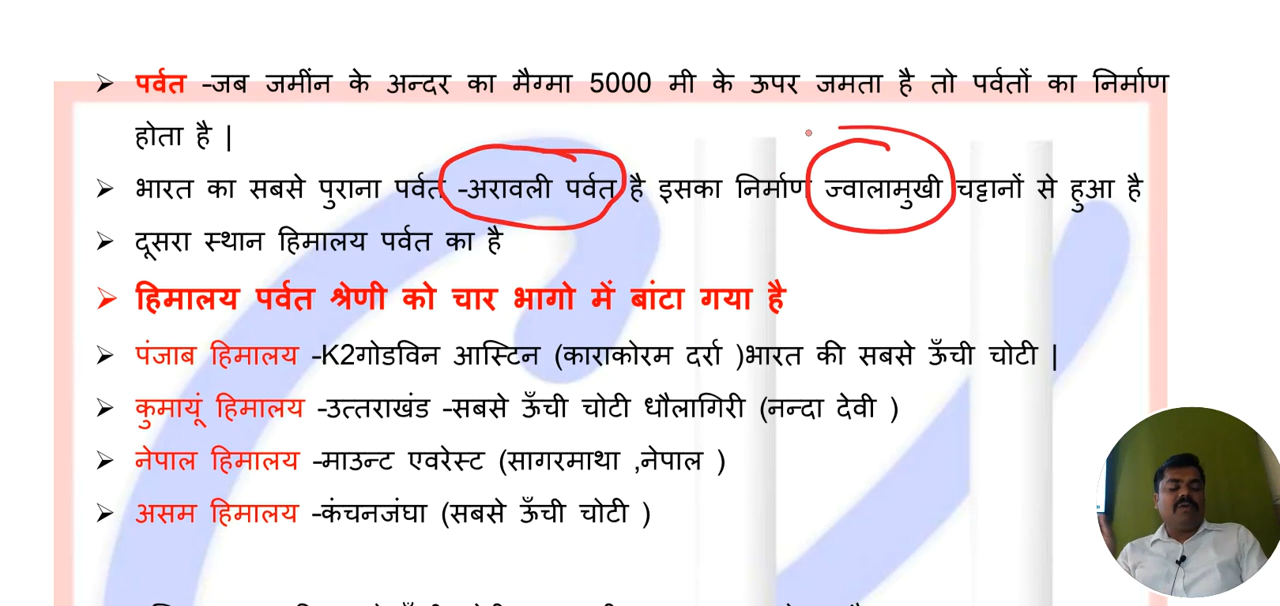 ➢ पर्वत –जब जमींन के अन्दर का मैग्मा 5000 मी के ऊपर जमता है तो पर्वतों का निर्माण
होता है |
➢ भारत का सबसे पुराना पर्वत –अरावली पर्वत है इसका निर्माण ज्वालामुखी चट्टानों से हुआ है
➢ दूसरा स्थान हिमालय पर्वत का है
➢ हिमालय पर्वत श्रेणी को चार भागो में बांटा गया है
➢ पंजाब हिमालय –K2गोडविन आस्टिन (काराकोरम दर्रा )भारत की सबसे ऊँची चोटी |
➢ कुमायूं हिमालय –उत्तराखंड –सबसे ऊँची चोटी धौलागिरी (नन्दा देवी )
➢ नेपाल हिमालय –माउन्ट एवरेस्ट (सागरमाथा ,नेपाल )
➢ असम हिमालय –कंचनजंघा (सबसे ऊँची चोटी )